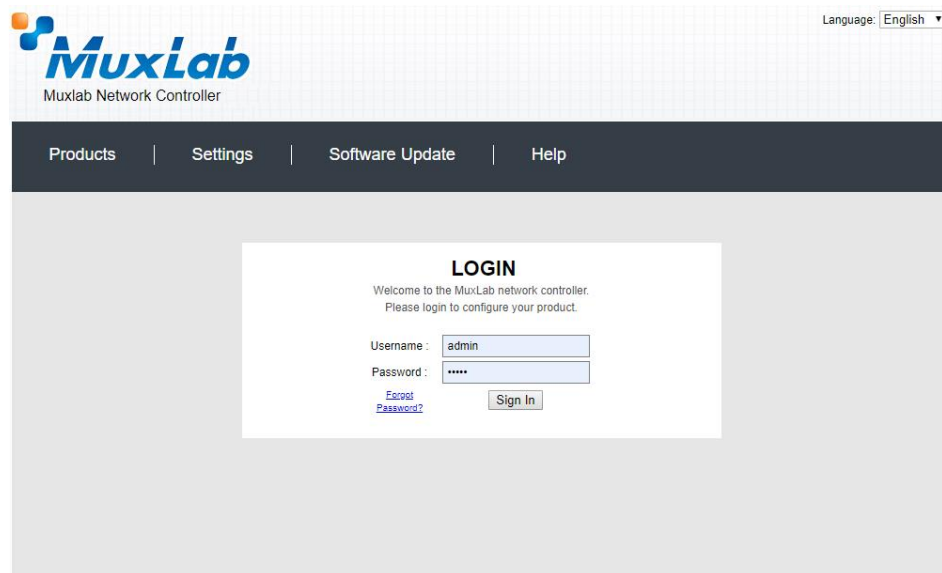 Language: English
MuxLab
Muxlab Network Controller
Products | Settings | Software Update | Help
LOGIN
Welcome to the MuxLab network controller.
Please login to configure your product.
Username : admin
Password : •••••
Forgot
Password?
Sign In